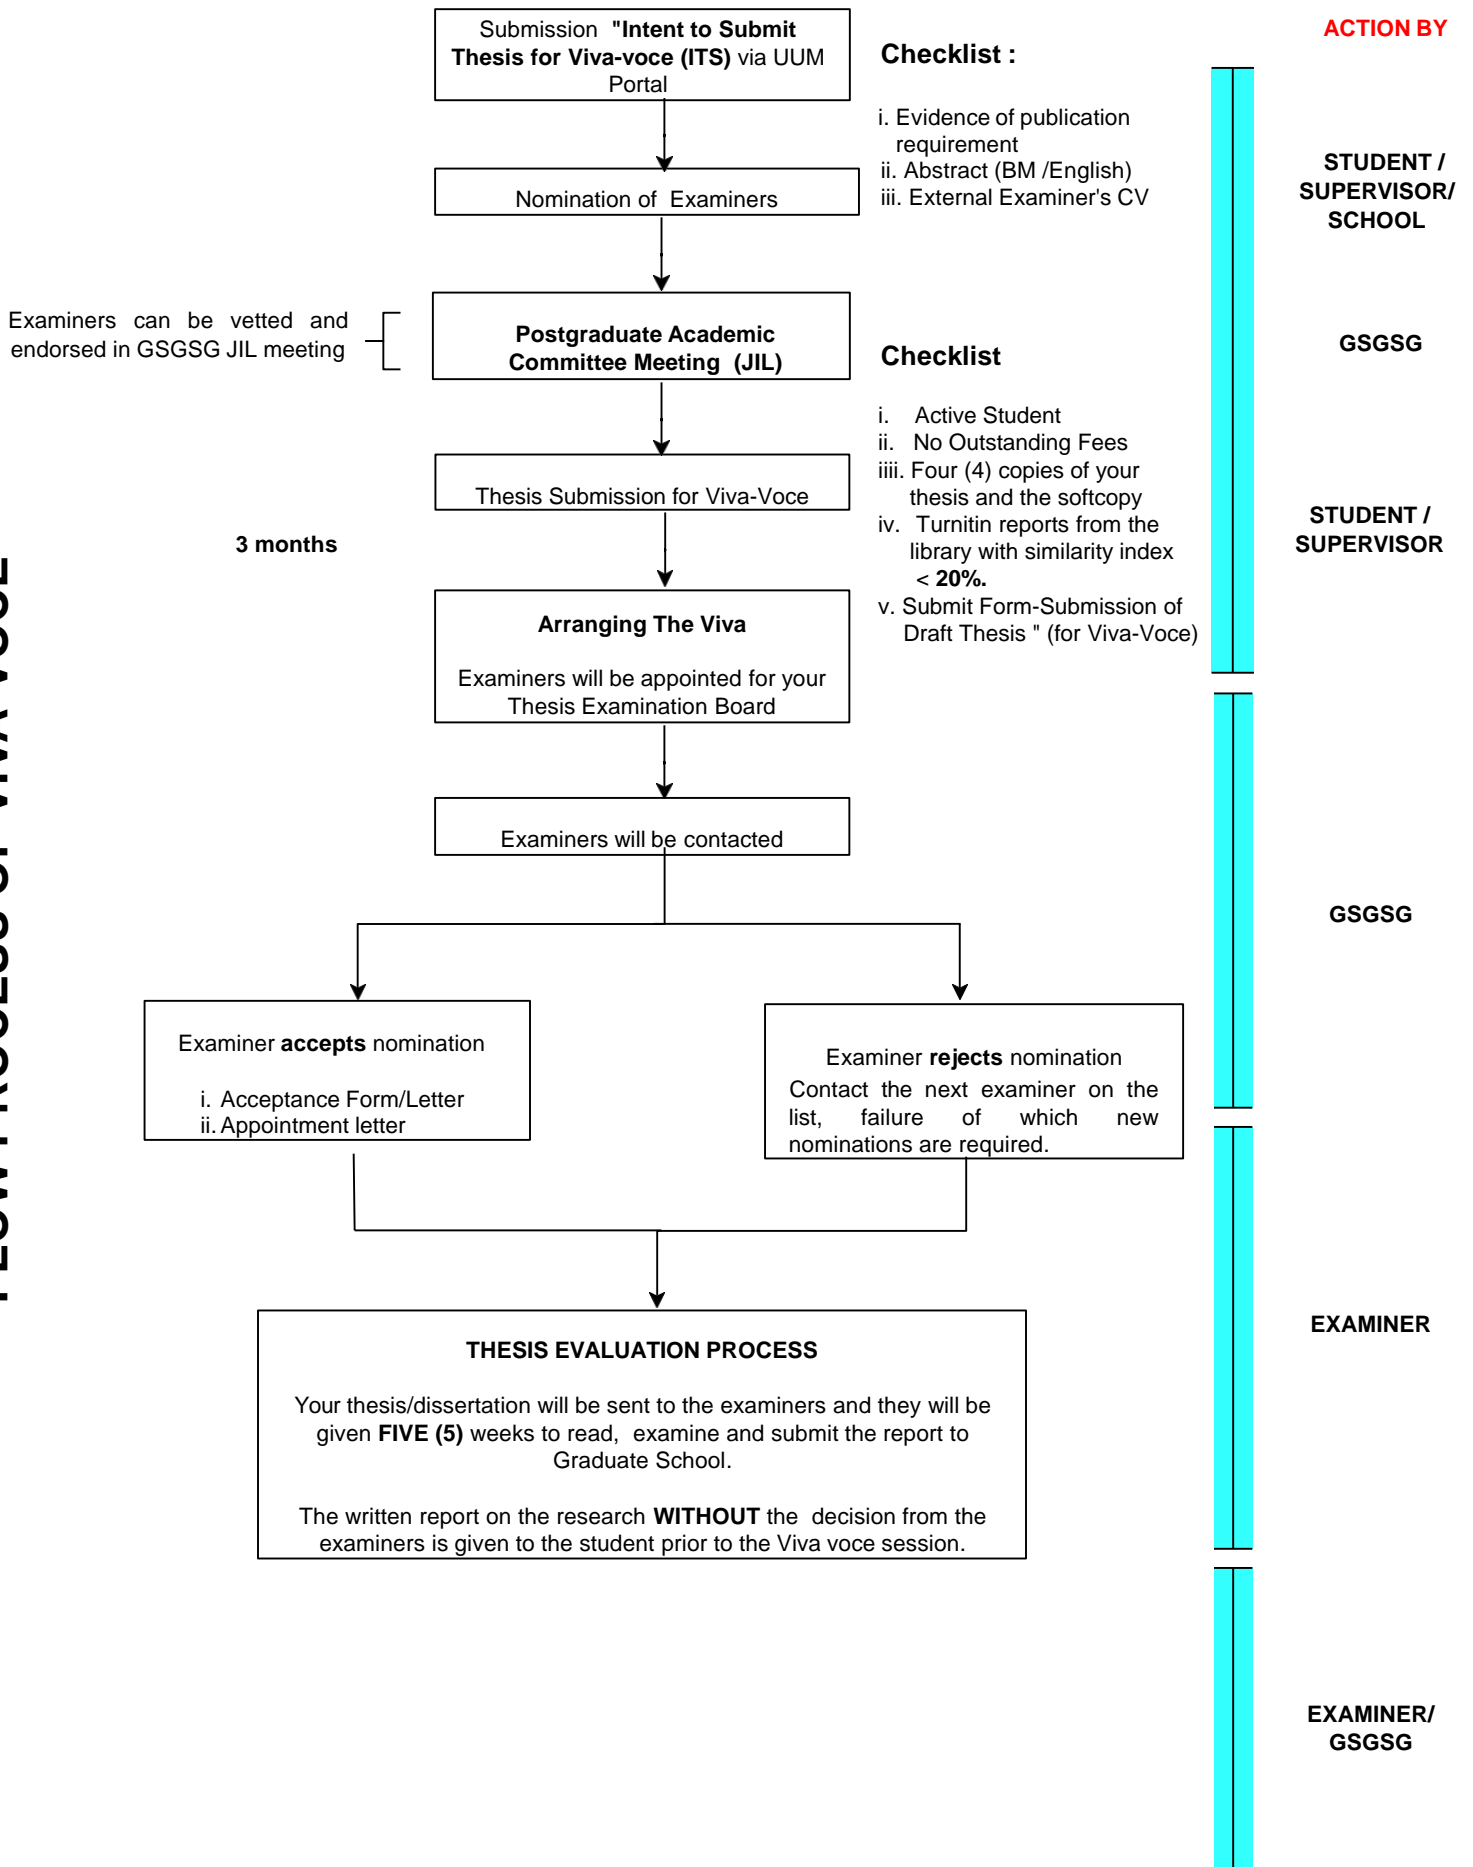 Submission "Intent to Submit
Thesis for Viva-voce (ITS) via UUM
Portal
ACTION BY
Checklist :
i. Evidence of publication
requirement
ii. Abstract (BM /English)
iii. External Examiner's CV
STUDENT /
SUPERVISOR/
SCHOOL
Nomination of Examiners
Examiners can be vetted and
endorsed in GSGSG JIL meeting
Postgraduate Academic
Committee Meeting (JIL)
GSGSG
Checklist
i. Active Student
ii. No Outstanding Fees
iiii. Four (4) copies of your
thesis and the softcopy
iv. Turnitin reports from the
library with similarity index
< 20%.
v. Submit Form-Submission of
Draft Thesis " (for Viva-Voce)
Thesis Submission for Viva-Voce
STUDENT /
SUPERVISOR
3 months
Arranging The Viva
Examiners will be appointed for your
Thesis Examination Board
Examiners will be contacted
GSGSG
Examiner accepts nomination
i. Acceptance Form/Letter
ii. Appointment letter
Examiner rejects nomination
Contact the next examiner on the
list, failure of which new
nominations are required.
EXAMINER
THESIS EVALUATION PROCESS
Your thesis/dissertation will be sent to the examiners and they will be
given FIVE (5) weeks to read, examine and submit the report to
Graduate School.
The written report on the research WITHOUT the decision from the
examiners is given to the student prior to the Viva voce session.
EXAMINER/
GSGSG
FLOW PROCESS OF VIVA VOCE